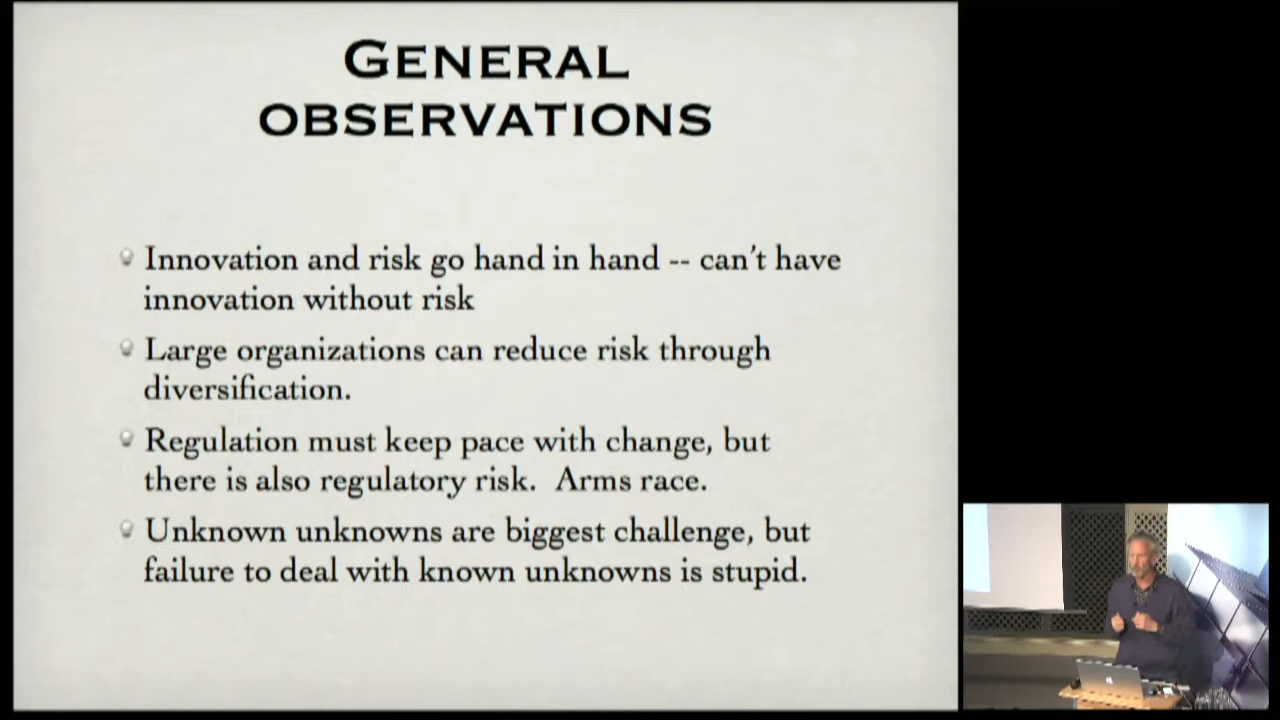 GENERAL
OBSERVATIONS
Innovation and risk go hand in hand -- can't have
innovation without risk
Large organizations can reduce risk through
diversification.
Regulation must keep pace with change, but
there is also regulatory risk.  Arms race.
Unknown unknowns are biggest challenge, but
failure to deal with known unknowns is stupid.